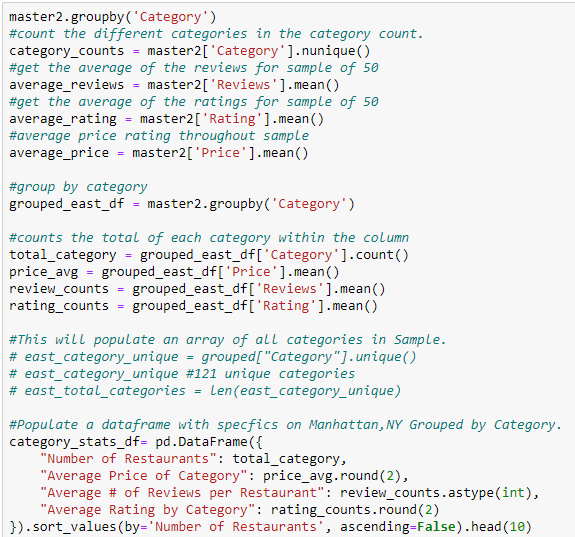 master2.groupby('Category')
#count the different categories in the category count.
category_counts = master2['Category'].nunique()
#get the average of the reviews for sample of 50
average_reviews = master2['Reviews'].mean()
#get the average of the ratings for sample of 50
average_rating = master2['Rating'].mean()
#average price rating throughout sample
average_price = master2['Price'].mean()

#group by category
grouped_east_df = master2.groupby('Category')

#counts the total of each category within the column
total_category = grouped_east_df['Category'].count()
price_avg = grouped_east_df['Price'].mean()
review_counts = grouped_east_df['Reviews'].mean()
rating_counts = grouped_east_df['Rating'].mean()

#This will populate an array of all categories in Sample.
# east_category_unique = grouped["Category"].unique()
# east_category_unique #121 unique categories
# east_total_categories = len(east_category_unique)

#Populate a dataframe with specfics on Manhattan,NY Grouped by Category.
category_stats_df= pd.DataFrame({
    "Number of Restaurants": total_category,
    "Average Price of Category": price_avg.round(2),
    "Average # of Reviews per Restaurant": review_counts.astype(int),
    "Average Rating by Category": rating_counts.round(2)
}).sort_values(by='Number of Restaurants', ascending=False).head(10)